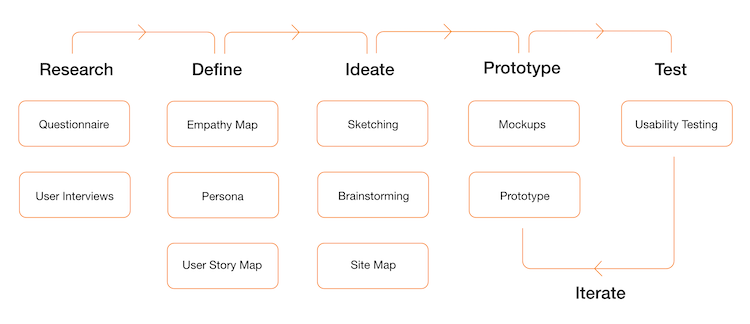 Research
Define
Ideate
Prototype
Test
Questionnaire
Empathy Map
Sketching
Mockups
Usability Testing
User Interviews
Persona
Brainstorming
Prototype
User Story Map
Site Map
Iterate